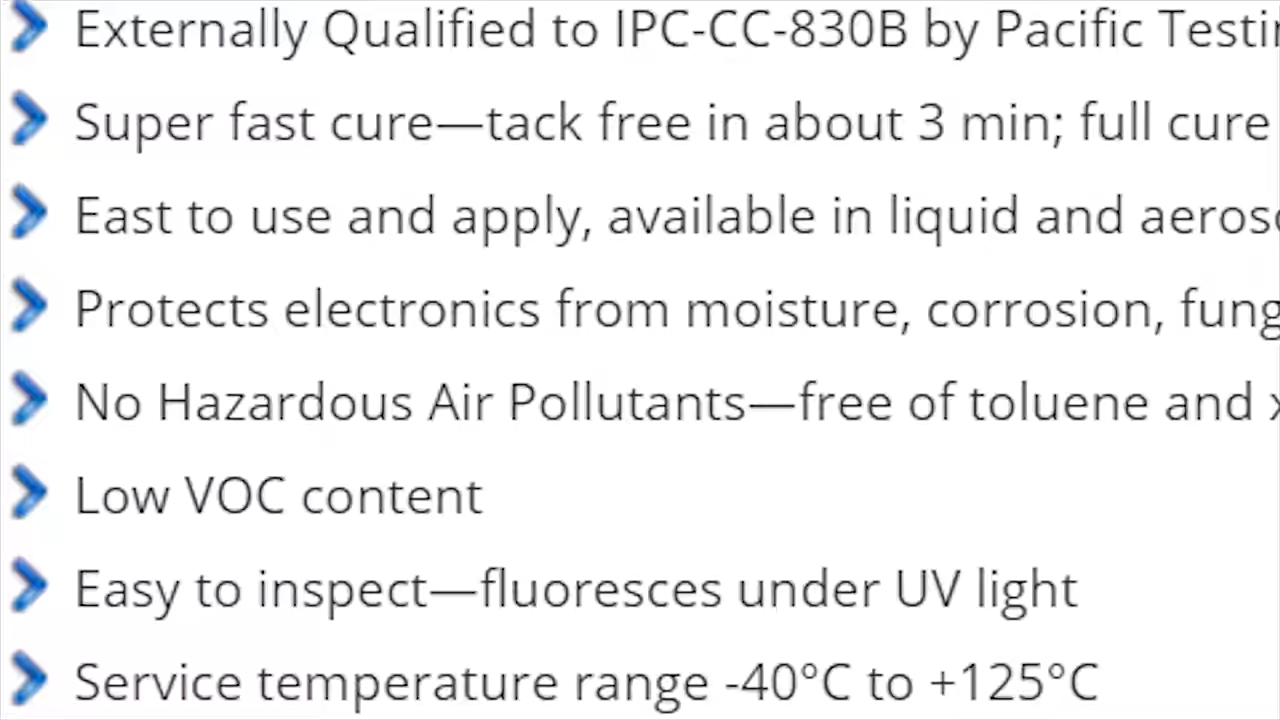 Externally Qualified to IPC-CC-830B by Pacific
Super fast cure—tack free in about 3 min; full cure
East to use and apply, available in liquid and
Protects electronics from moisture, corrosion,
No Hazardous Air Pollutants—free of toluene and
Low VOC content
Easy to inspect—fluoresces under UV light
Service temperature range -40°C to +125°C